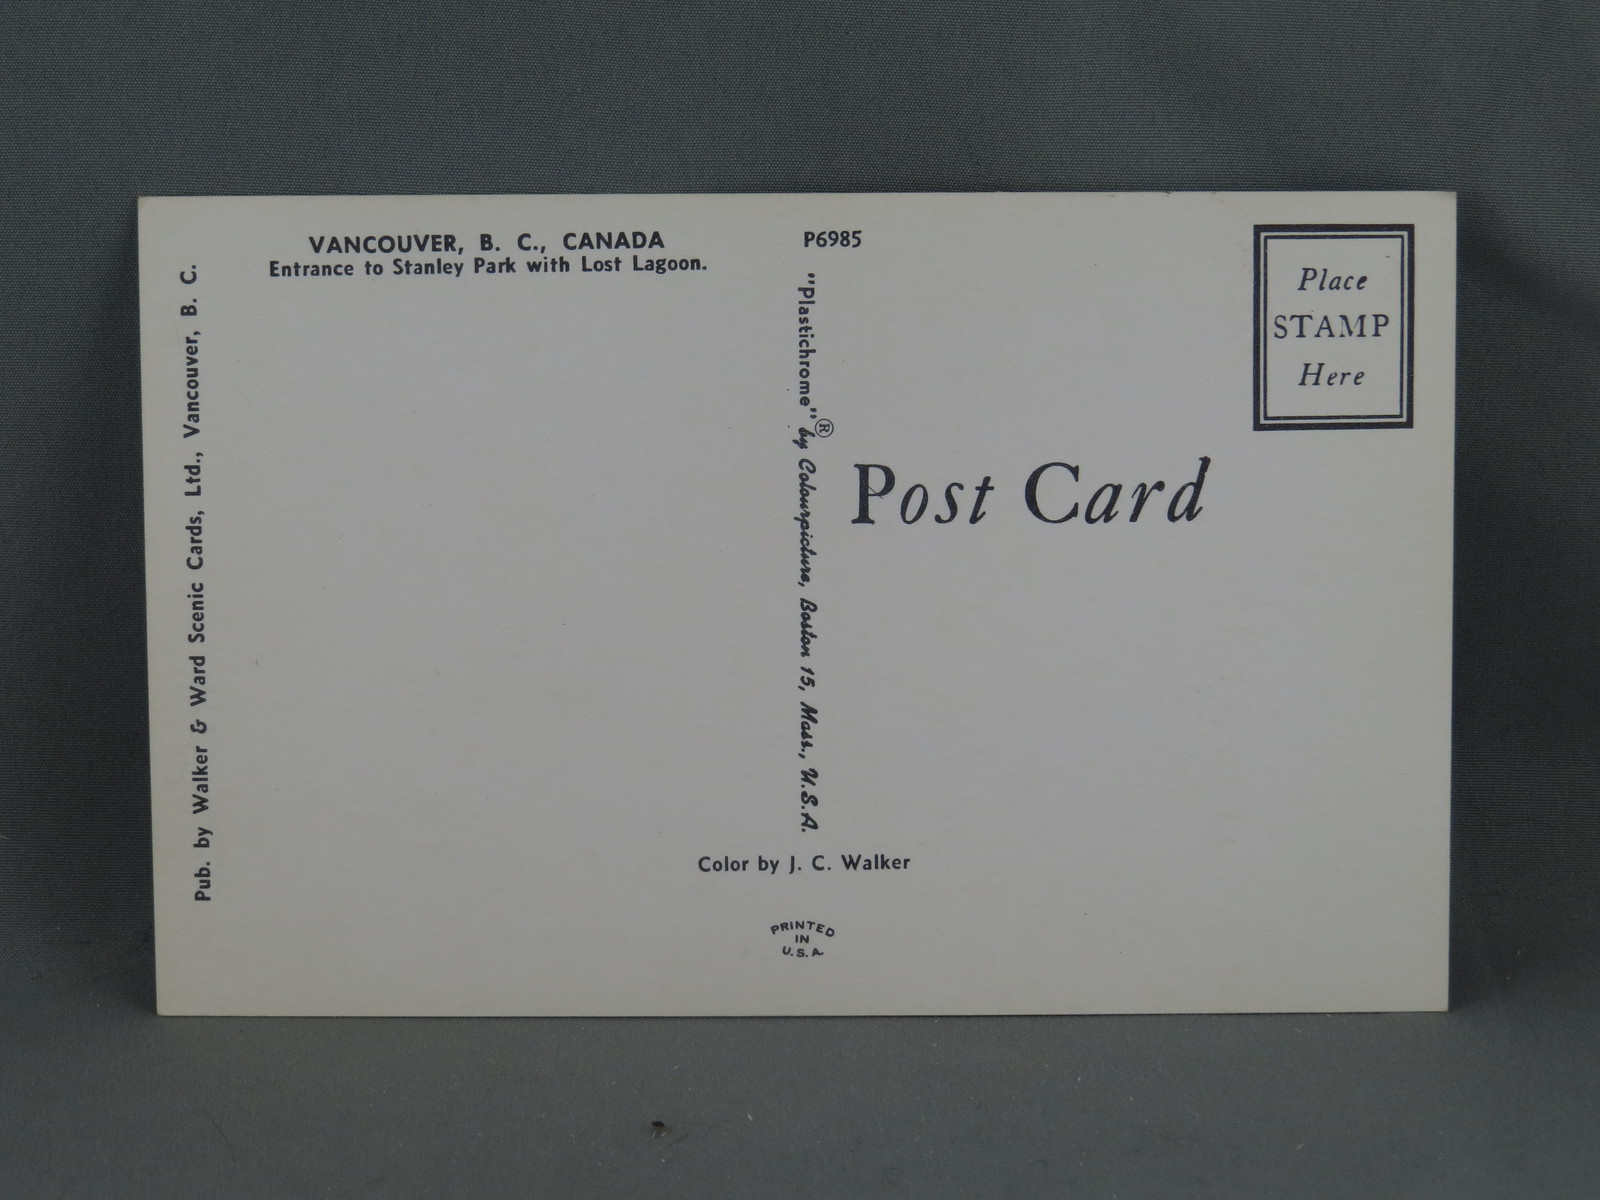 VANCOUVER, B. C., CANADA
Entrance to Stanley Park with Lost Lagoon.
Pub. by Walker & Ward Scenic Cards, Ltd., Vancouver, B. C.
P6985
"Plastichrome"® by Colourpicture, Boston 15, Mass., U.S.A.
Place
STAMP
Here
Post Card
Color by J. C. Walker
PRINTED
IN
U.S.A.